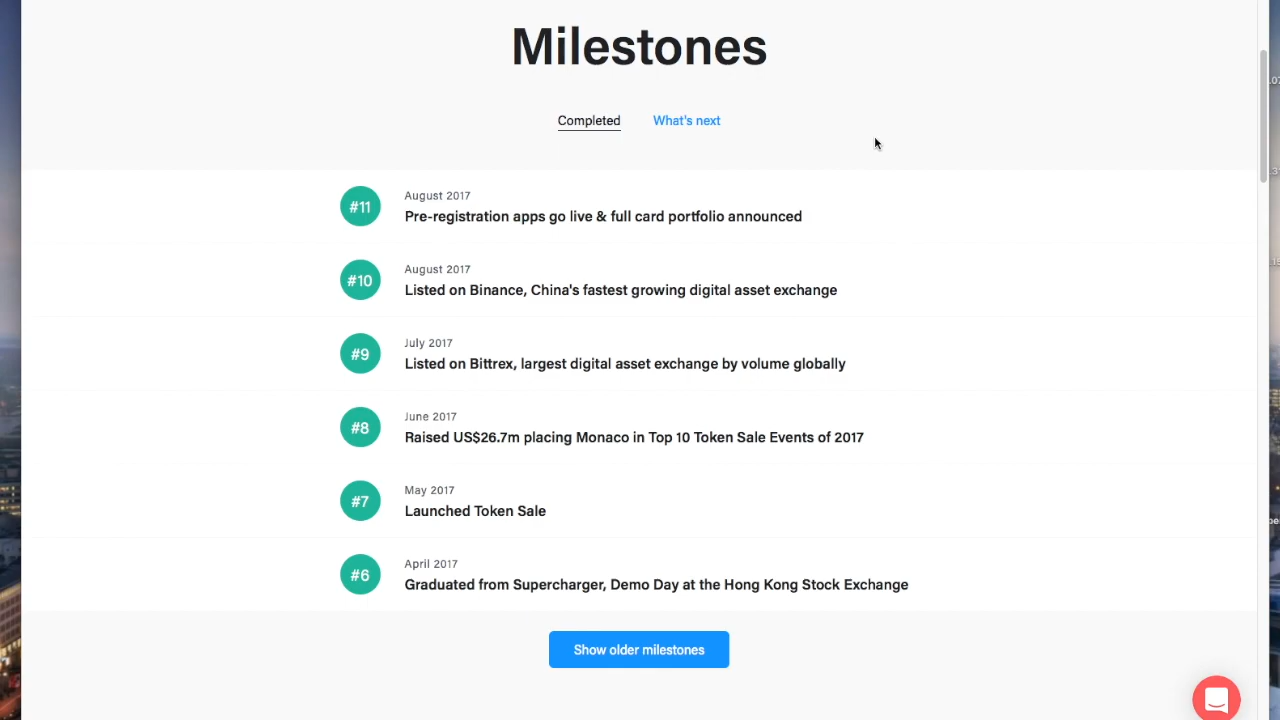 Milestones
Completed
What's next
#11
August 2017
Pre-registration apps go live & full card portfolio announced
#10
August 2017
Listed on Binance, China's fastest growing digital asset exchange
#9
July 2017
Listed on Bittrex, largest digital asset exchange by volume globally
#8
June 2017
Raised US$26.7m placing Monaco in Top 10 Token Sale Events of 2017
#7
May 2017
Launched Token Sale
#6
April 2017
Graduated from Supercharger, Demo Day at the Hong Kong Stock Exchange
Show older milestones